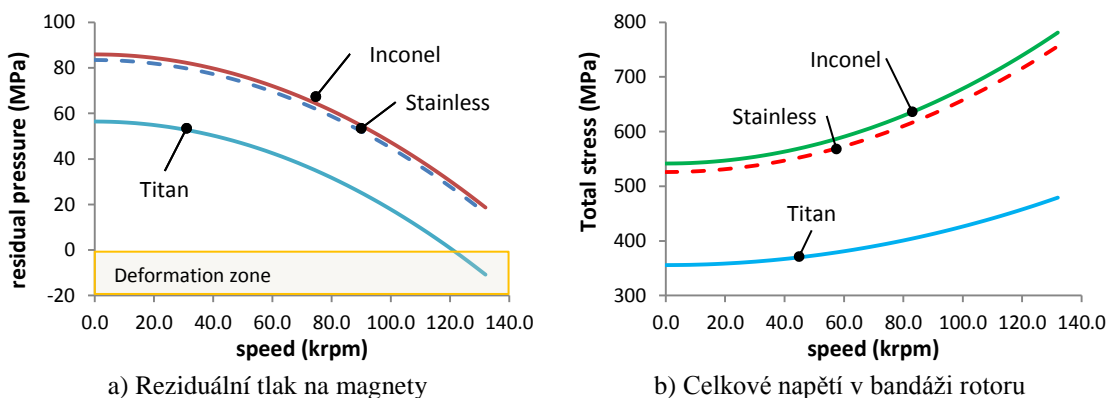 residual pressure (MPa)
100
80
60
40
20
0
-20
0.0 20.0 40.0 60.0 80.0 100.0 120.0 140.0
speed (krpm)
Inconel
Stainless
Titan
Deformation zone
a) Reziduální tlak na magnety
Total stress (MPa)
800
700
600
500
400
300
0.0 20.0 40.0 60.0 80.0 100.0 120.0 140.0
speed (krpm)
Inconel
Stainless
Titan
b) Celkové napětí v bandáži rotoru